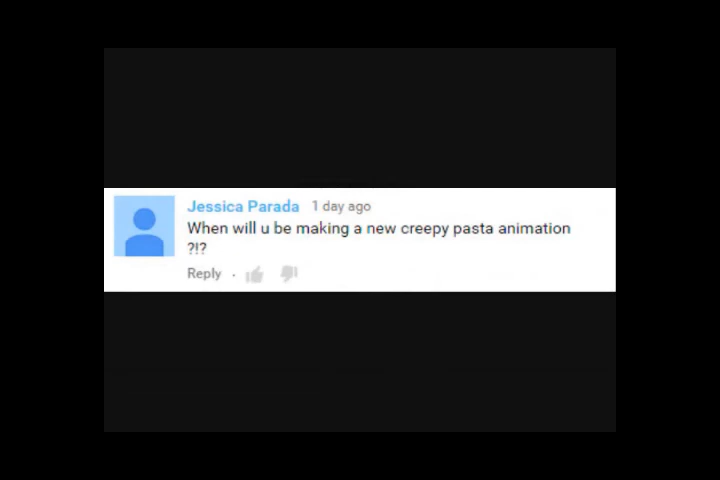 Jessica Parada 1 day ago
When will u be making a new creepy pasta animation
?!?
Reply ·